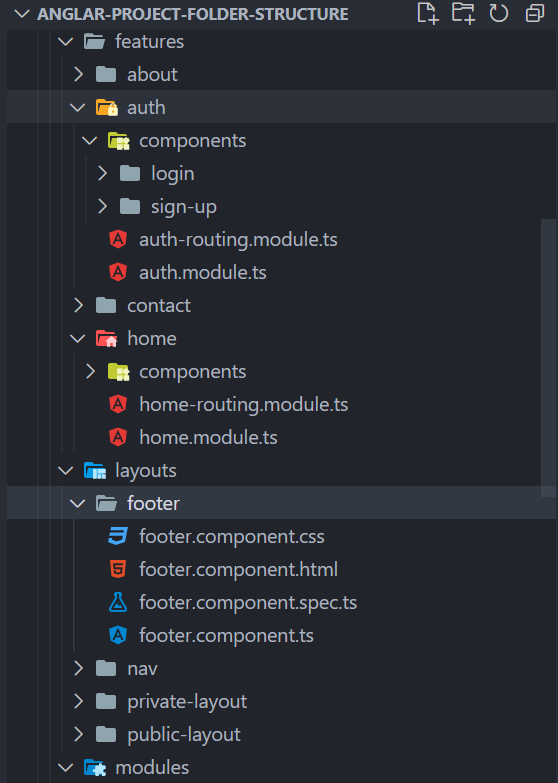 ANGLAR-PROJECT-FOLDER-STRUCTURE
features
about
auth
components
login
sign-up
auth-routing.module.ts
auth.module.ts
contact
home
components
home-routing.module.ts
home.module.ts
layouts
footer
footer.component.css
footer.component.html
footer.component.spec.ts
footer.component.ts
nav
private-layout
public-layout
modules